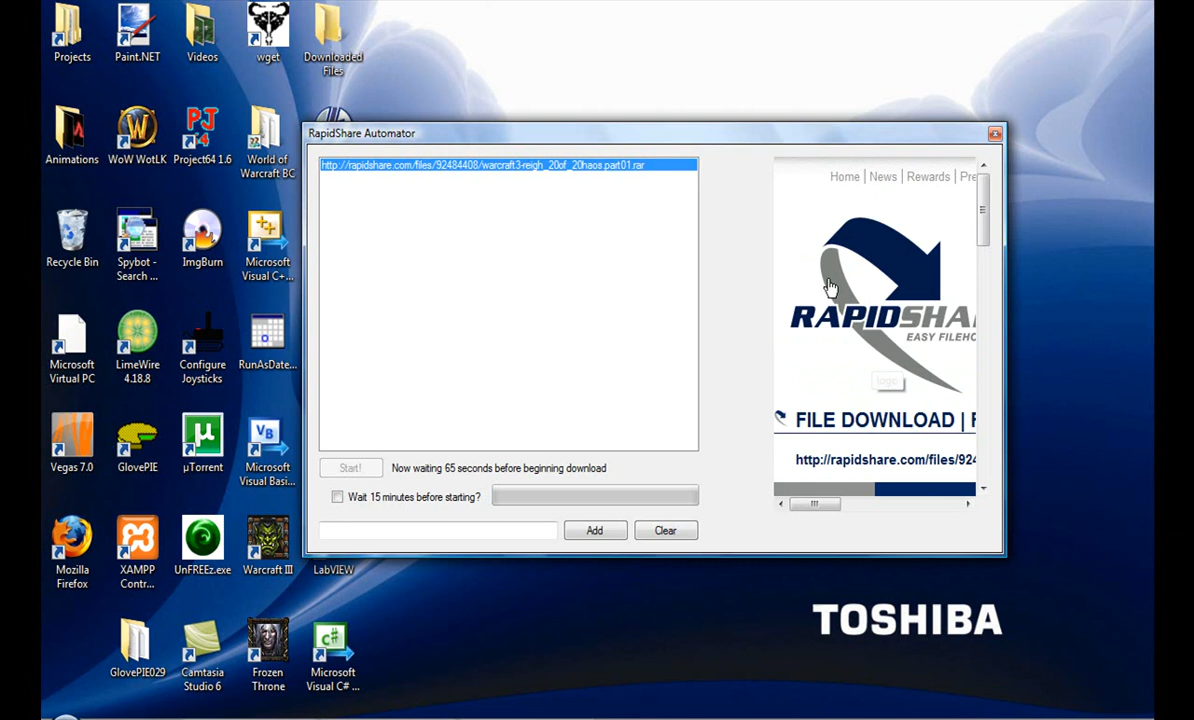 Projects
Paint.NET
Videos
wget
Downloaded
Files
Animations
WoW WotLK
Project64 1.6
World of
Warcraft BC
Recycle Bin
Spybot -
Search ...
ImgBurn
Microsoft
Visual C+...
Microsoft
Virtual PC
LimeWire
4.18.8
Configure
Joysticks
RunAsDate...
Vegas 7.0
GlovePIE
µTorrent
Microsoft
Visual Basi...
Mozilla
Firefox
XAMPP
Contr...
UnFREEz.exe
Warcraft III
LabVIEW
GlovePIE029
Camtasia
Studio 6
Frozen
Throne
Microsoft
Visual C# ...
RapidShare Automator
http://rapidshare.com/files/92484408/warcraft3-reigh_20of_20haos.part01.rar
Start!
Now waiting 65 seconds before beginning download
Wait 15 minutes before starting?
Add
Clear
Home | News | Rewards | Pre
RAPIDSHA
EASY FILEHO
logo
FILE DOWNLOAD | F
http://rapidshare.com/files/924
TOSHIBA